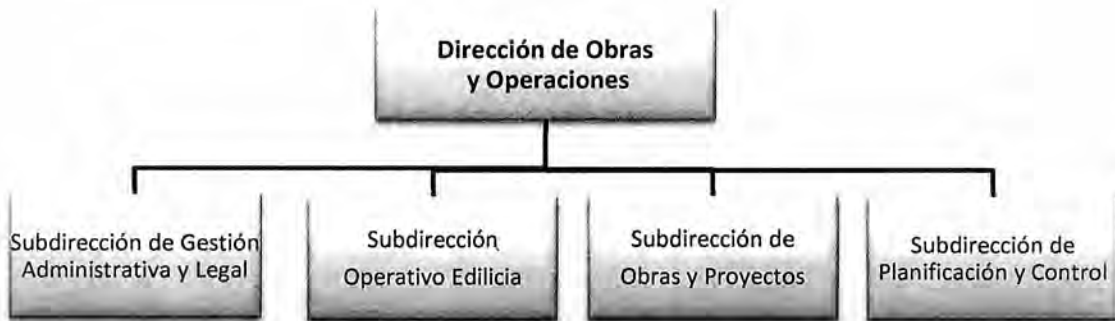 Dirección de Obras
y Operaciones
Subdirección de Gestión
Administrativa y Legal
Subdirección
Operativo Edilicia
Subdirección de
Obras y Proyectos
Subdirección de
Planificación y Control